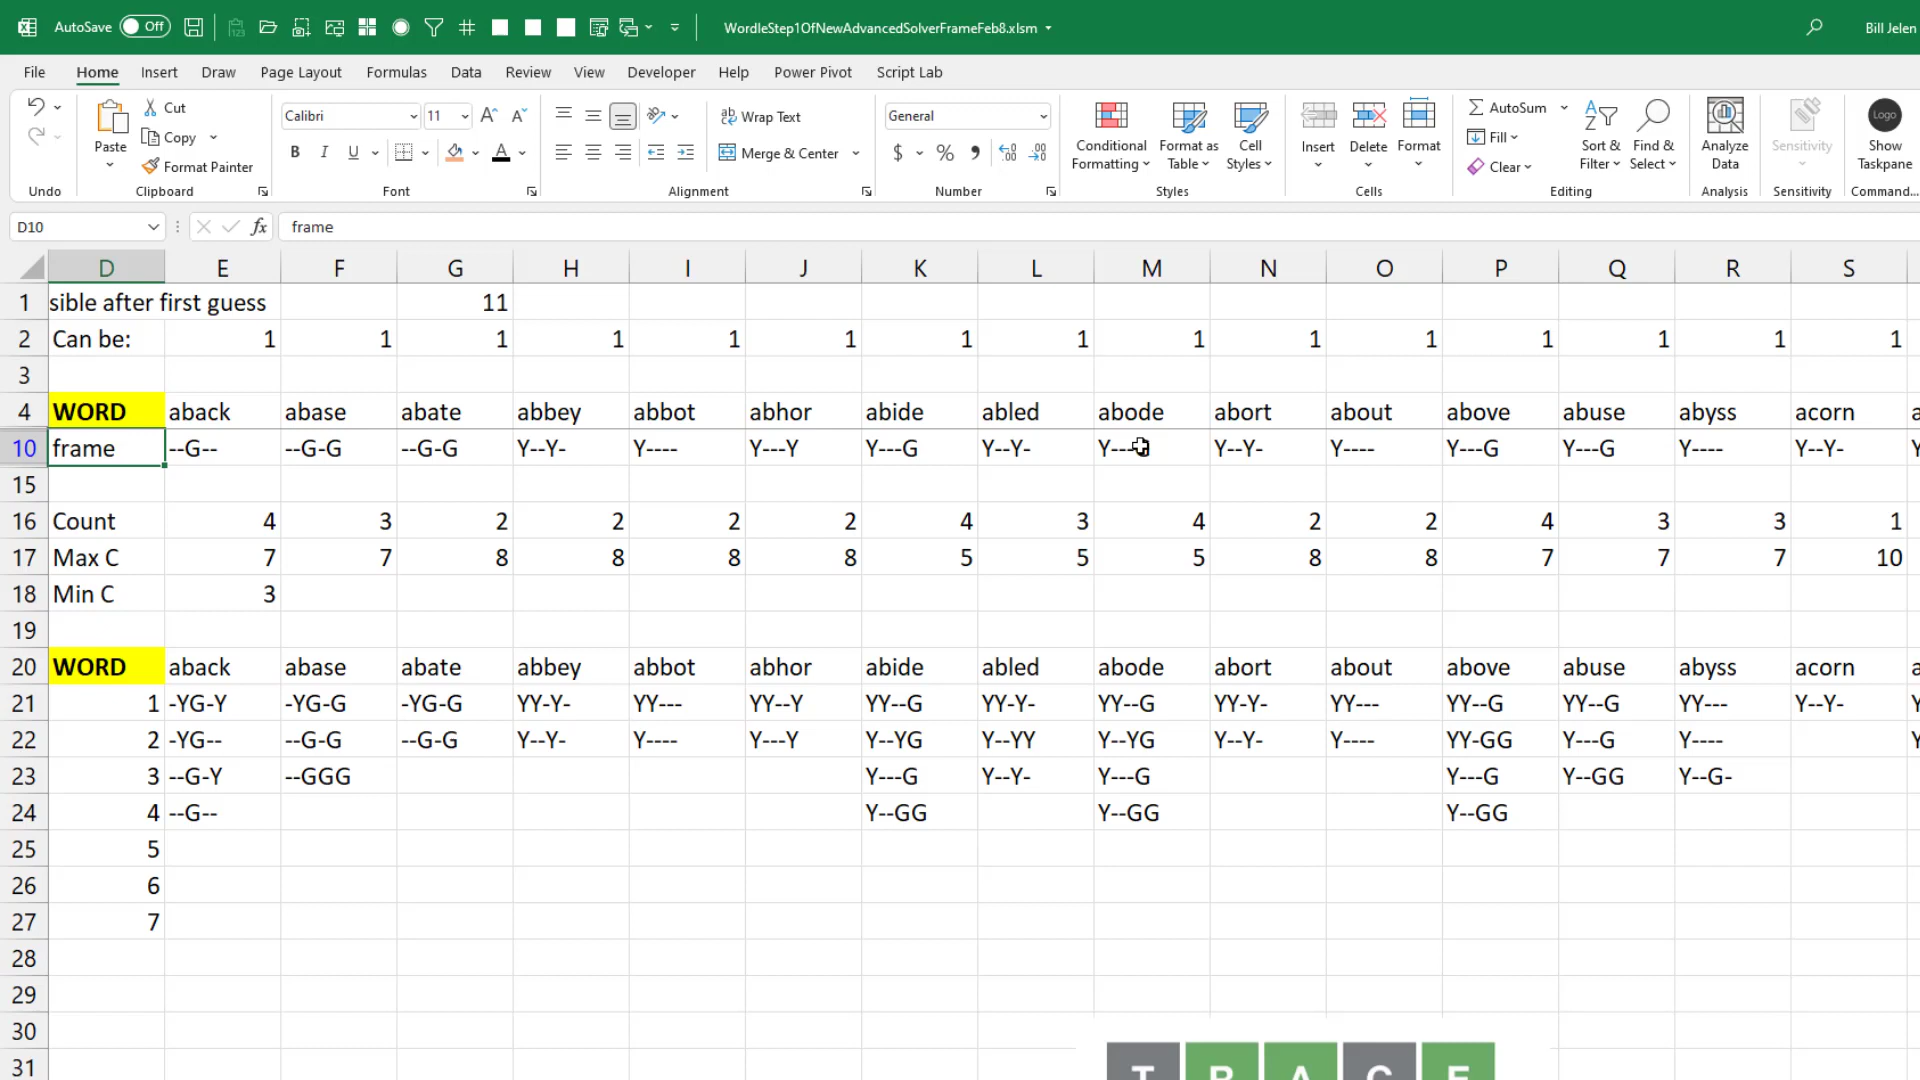 AutoSave Off WordleStep1OfNewAdvancedSolverFrameFeb8.xlsm Bill Jelen
File Home Insert Draw Page Layout Formulas Data Review View Developer Help Power Pivot Script Lab
Cut
Copy
Format Painter
Paste
Calibri 11
B I U A
Wrap Text
Merge & Center
General
$ % 9
Conditional Formatting
Format as Table
Cell Styles
Insert Delete Format
AutoSum
Fill
Clear
Sort & Filter
Find & Select
Analyze Data
Sensitivity
Logo
Show Taskpane
Undo Clipboard Font Alignment Number Styles Cells Editing Analysis Sensitivity Command...
D10 fx frame
D E F G H I J K L M N O P Q R S
1 sible after first guess 11
2 Can be: 1 1 1 1 1 1 1 1 1 1 1 1 1 1 1
3
4 WORD aback abase abate abbey abbot abhor abide abled abode abort about above abuse abyss acorn a
10 frame --G-- --G-G --G-G Y--Y- Y---- Y---Y Y---G Y--Y- Y---G Y--Y- Y---- Y---G Y---G Y---- Y--Y- Y
15
16 Count 4 3 2 2 2 2 4 3 4 2 2 4 3 3 1
17 Max C 7 7 8 8 8 8 5 5 5 8 8 7 7 7 10
18 Min C 3
19
20 WORD aback abase abate abbey abbot abhor abide abled abode abort about above abuse abyss acorn a
21 1 -YG-Y -YG-G -YG-G YY-Y- YY--- YY--Y YY--G YY-Y- YY--G YY-Y- YY--- YY--G YY--G YY--- Y--Y- Y
22 2 -YG-- --G-G --G-G Y--Y- Y---- Y---Y Y--YG Y--YY Y--YG Y--Y- Y---- YY-GG Y---G Y---- Y
23 3 --G-Y --GGG Y---G Y--Y- Y---G Y---G Y--GG Y--G-
24 4 --G-- Y--GG Y--GG Y--GG
25 5
26 6
27 7
28
29
30
31
T R A C E